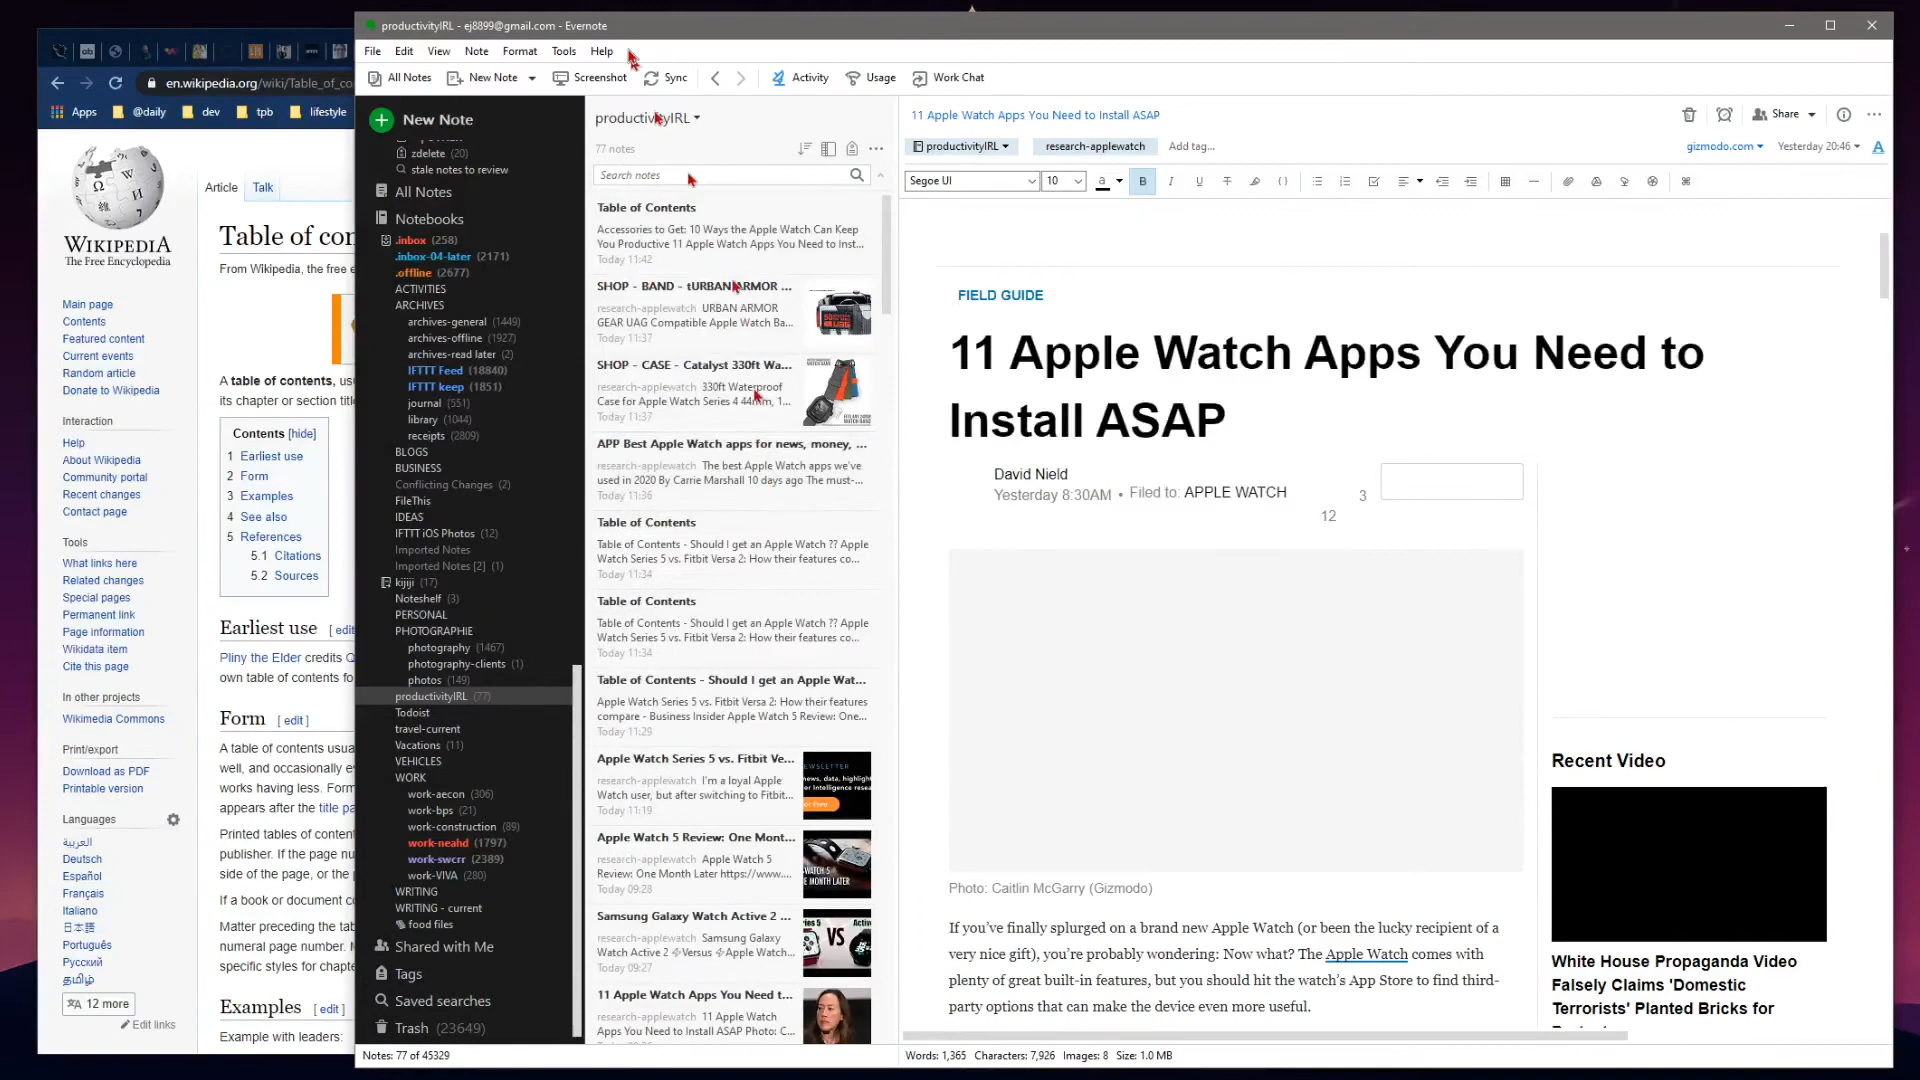 productivityIRL - ej8899@gmail.com - Evernote
File Edit View Note Format Tools Help
All Notes New Note Screenshot Sync Activity Usage Work Chat
en.wikipedia.org/wiki/Table_of_co
Apps @daily dev tpb lifestyle
WIKIPEDIA
The Free Encyclopedia
Main page
Contents
Featured content
Current events
Random article
Donate to Wikipedia
Interaction
Help
About Wikipedia
Community portal
Recent changes
Contact page
Tools
What links here
Related changes
Special pages
Permanent link
Page information
Wikidata item
Cite this page
In other projects
Wikimedia Commons
Print/export
Download as PDF
Printable version
Languages
العربية
Deutsch
Español
Français
Italiano
日本語
Português
Русский
தமிழ்
12 more
Edit links
Article Talk
Table of cor
From Wikipedia, the free e
A table of contents, us
its chapter or section title
Contents [hide]
1 Earliest use
2 Form
3 Examples
4 See also
5 References
5.1 Citations
5.2 Sources
Earliest use [ edit
Pliny the Elder credits Q
own table of contents fo
Form [ edit ]
A table of contents usua
well, and occasionally e
works having less. Form
appears after the title pa
Printed tables of content
publisher. If the page nu
side of the page, or the p
If a book or document co
Matter preceding the tab
numeral page number. M
specific styles for chapte
Examples [ edit ]
Example with leaders:
New Note
zdelete (20)
stale notes to review
All Notes
Notebooks
.inbox (258)
.inbox-04-later (2171)
.offline (2677)
ACTIVITIES
ARCHIVES
archives-general (1449)
archives-offline (1927)
archives-read later (2)
IFTTT Feed (18840)
IFTTT keep (1851)
journal (551)
library (1044)
receipts (2809)
BLOGS
BUSINESS
Conflicting Changes (2)
FileThis
IDEAS
IFTTT iOS Photos (12)
Imported Notes
Imported Notes [2] (1)
kijiji (17)
Noteshelf (3)
PERSONAL
PHOTOGRAPHIE
photography (1467)
photography-clients (1)
photos (149)
productivityIRL (77)
Todoist
travel-current
Vacations (11)
VEHICLES
WORK
work-aecon (306)
work-bps (21)
work-construction (89)
work-neahd (1797)
work-swcrr (2389)
work-VIVA (280)
WRITING
WRITING - current
food files
Shared with Me
Tags
Saved searches
Trash (23649)
Notes: 77 of 45329
productivityIRL
77 notes
Search notes
Table of Contents
Accessories to Get: 10 Ways the Apple Watch Can Keep
You Productive 11 Apple Watch Apps You Need to Inst...
Today 11:42
SHOP - BAND - tURBAN ARMOR ...
research-applewatch URBAN ARMOR
GEAR UAG Compatible Apple Watch Ba...
Today 11:37
SHOP - CASE - Catalyst 330ft Wa...
research-applewatch 330ft Waterproof
Case for Apple Watch Series 4 44mm, 1...
Today 11:37
APP Best Apple Watch apps for news, money, ...
research-applewatch The best Apple Watch apps we've
used in 2020 By Carrie Marshall 10 days ago The must-...
Today 11:36
Table of Contents
Table of Contents - Should I get an Apple Watch ?? Apple
Watch Series 5 vs. Fitbit Versa 2: How their features co...
Today 11:34
Table of Contents
Table of Contents - Should I get an Apple Watch ?? Apple
Watch Series 5 vs. Fitbit Versa 2: How their features co...
Today 11:34
Table of Contents - Should I get an Apple Wat...
Apple Watch Series 5 vs. Fitbit Versa 2: How their features
compare - Business Insider Apple Watch 5 Review: One...
Today 11:29
Apple Watch Series 5 vs. Fitbit Ve...
research-applewatch I'm a loyal Apple
Watch user, but after switching to Fitbit...
Today 11:19
Apple Watch 5 Review: One Mont...
research-applewatch Apple Watch 5
Review: One Month Later https://www....
Today 09:28
Samsung Galaxy Watch Active 2 ...
research-applewatch Samsung Galaxy
Watch Active 2 ⌖Versus ⌖Apple Watch...
Today 09:27
11 Apple Watch Apps You Need t...
research-applewatch 11 Apple Watch
Apps You Need to Install ASAP Photo: C...
11 Apple Watch Apps You Need to Install ASAP
Share
productivityIRL research-applewatch Add tag...
gizmodo.com Yesterday 20:46
Segoe UI 10 a B I U T
FIELD GUIDE
11 Apple Watch Apps You Need to
Install ASAP
David Nield
Yesterday 8:30AM • Filed to: APPLE WATCH
3
12
Photo: Caitlin McGarry (Gizmodo)
If you've finally splurged on a brand new Apple Watch (or been the lucky recipient of a
very nice gift), you're probably wondering: Now what? The Apple Watch comes with
plenty of great built-in features, but you should hit the watch's App Store to find third-
party options that can make the device even more useful.
Recent Video
White House Propaganda Video
Falsely Claims 'Domestic
Terrorists' Planted Bricks for
Words: 1,365 Characters: 7,926 Images: 8 Size: 1.0 MB